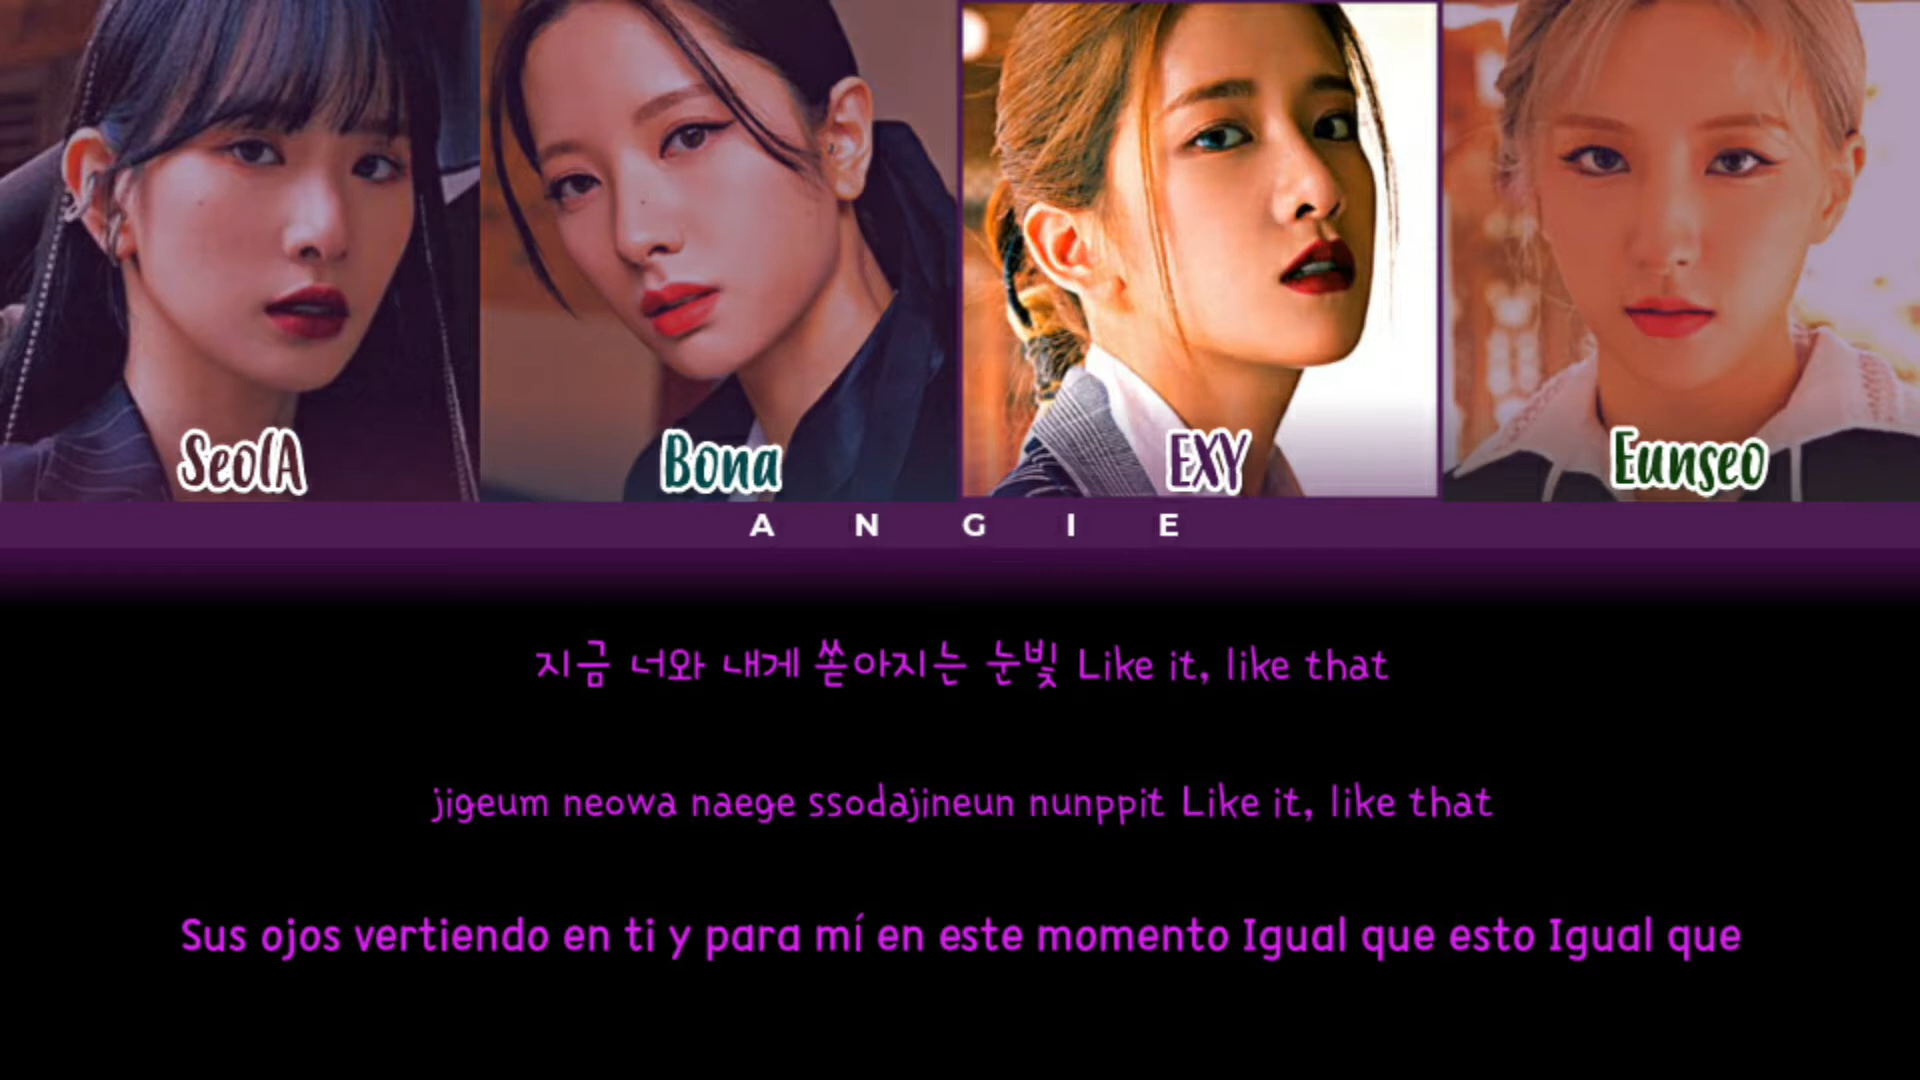 SeolA
Bona
EXY
Eunseo
A N G I E
지금 너와 내게 쏟아지는 눈빛 Like it, like that
jigeum neowa naege ssodajineun nunppit Like it, like that
Sus ojos vertiendo en ti y para mí en este momento Igual que esto Igual que